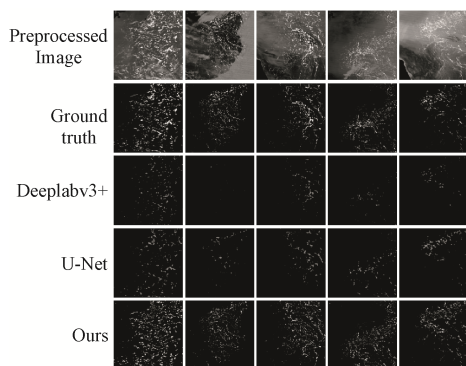 Preprocessed
Image
Ground
truth
Deeplabv3+
U-Net
Ours